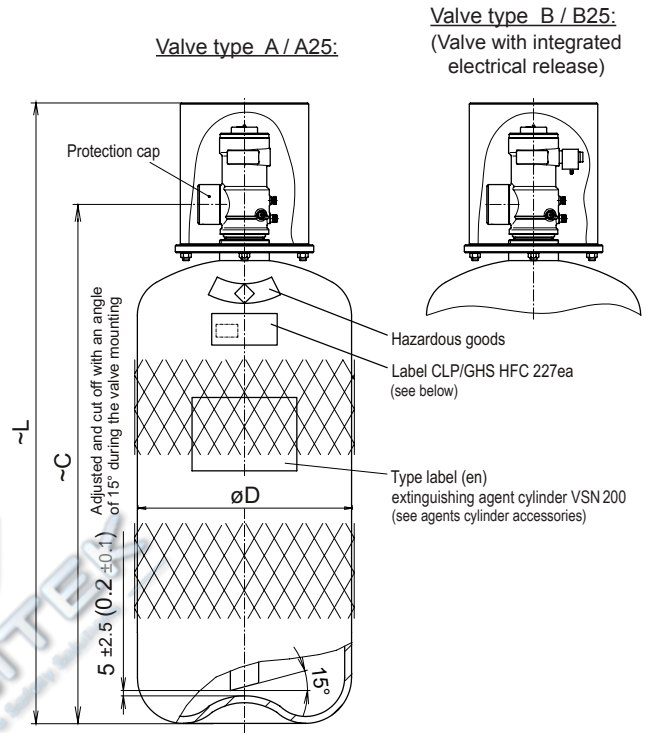 Valve type A / A25:
Valve type B / B25:
(Valve with integrated
electrical release)
Protection cap
Hazardous goods
Label CLP/GHS HFC 227ea
(see below)
Type label (en)
extinguishing agent cylinder VSN 200
(see agents cylinder accessories)
~L
~C
Adjusted and cut off with an angle
of 15° during the valve mounting
5 ±2.5 (0.2 ±0.1)
øD
15°